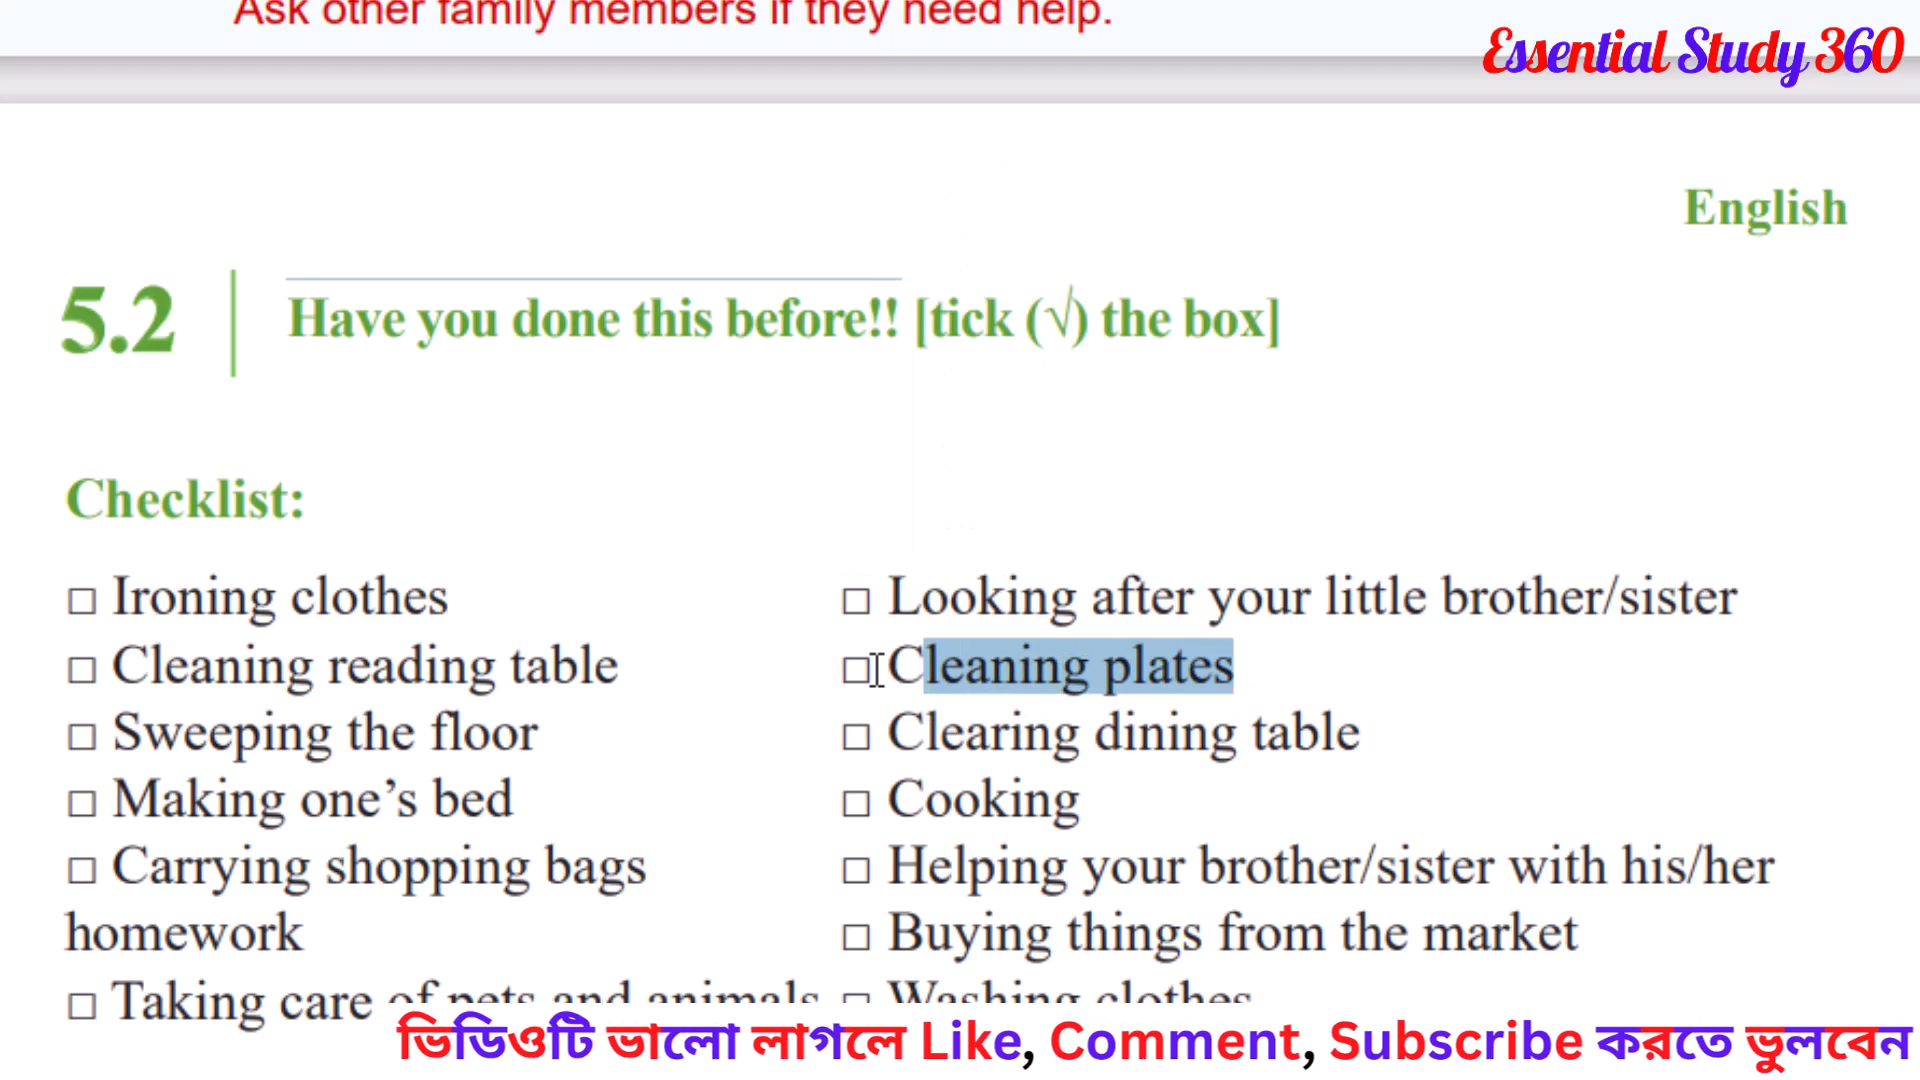 Ask other family members if they need help.
Essential Study 360
English
5.2 Have you done this before!! [tick (√) the box]
Checklist:
□ Ironing clothes □ Looking after your little brother/sister
□ Cleaning reading table □ Cleaning plates
□ Sweeping the floor □ Clearing dining table
□ Making one’s bed □ Cooking
□ Carrying shopping bags □ Helping your brother/sister with his/her
homework □ Buying things from the market
□ Taking care of pets and animals □ Washing clothes
ভিডিওটি ভালো লাগলে Like, Comment, Subscribe করতে ভুলবেন